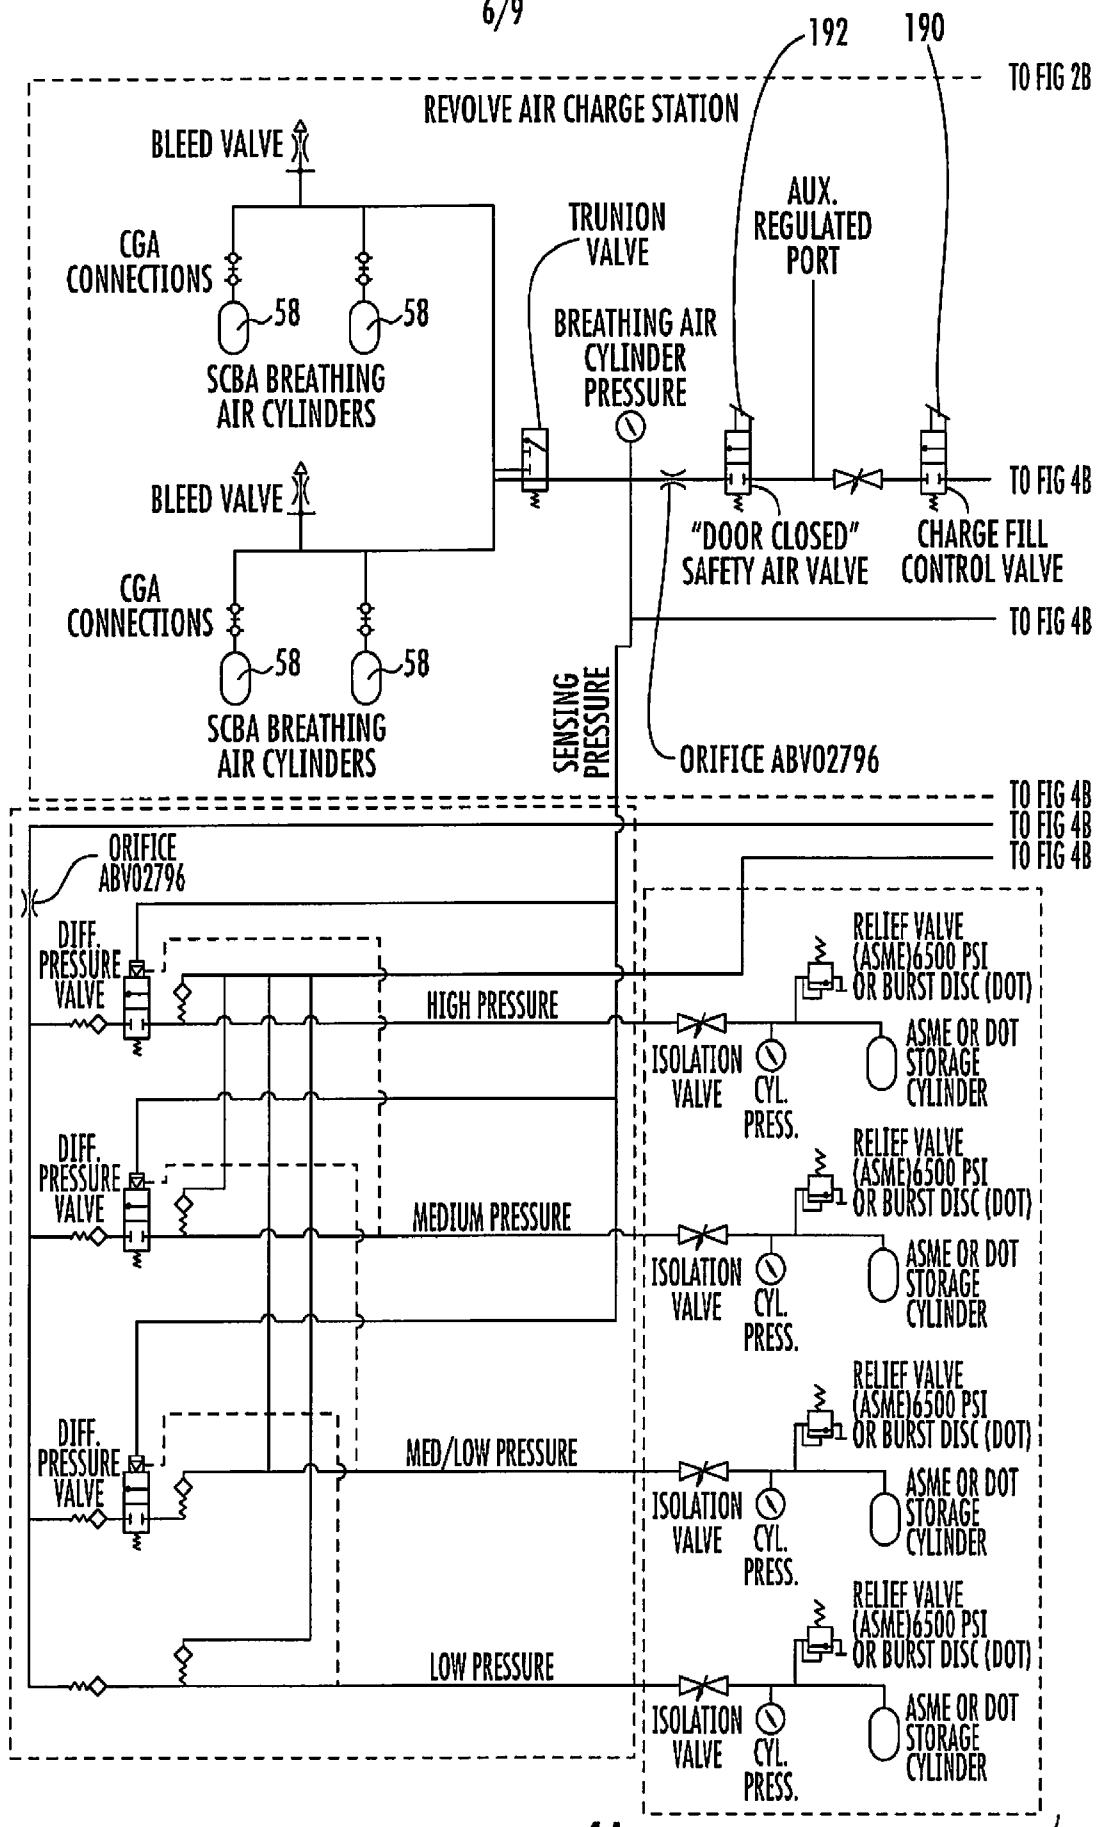 6/9
192
190
TO FIG 2B
REVOLVE AIR CHARGE STATION
BLEED VALVE
TRUNION
VALVE
AUX.
REGULATED
PORT
CGA
CONNECTIONS
58
58
BREATHING AIR
CYLINDER
PRESSURE
SCBA BREATHING
AIR CYLINDERS
BLEED VALVE
TO FIG 4B
"DOOR CLOSED"
SAFETY AIR VALVE
CHARGE FILL
CONTROL VALVE
CGA
CONNECTIONS
TO FIG 4B
58
58
SENSING
PRESSURE
SCBA BREATHING
AIR CYLINDERS
ORIFICE ABV02796
TO FIG 4B
TO FIG 4B
TO FIG 4B
ORIFICE
ABV02796
DIFF.
PRESSURE
VALVE
HIGH PRESSURE
RELIEF VALVE
(ASME)6500 PSI
OR BURST DISC (DOT)
ISOLATION
VALVE
CYL.
PRESS.
ASME OR DOT
STORAGE
CYLINDER
DIFF.
PRESSURE
VALVE
MEDIUM PRESSURE
RELIEF VALVE
(ASME)6500 PSI
OR BURST DISC (DOT)
ISOLATION
VALVE
CYL.
PRESS.
ASME OR DOT
STORAGE
CYLINDER
DIFF.
PRESSURE
VALVE
MED/LOW PRESSURE
RELIEF VALVE
(ASME)6500 PSI
OR BURST DISC (DOT)
ISOLATION
VALVE
CYL.
PRESS.
ASME OR DOT
STORAGE
CYLINDER
LOW PRESSURE
RELIEF VALVE
(ASME)6500 PSI
OR BURST DISC (DOT)
ISOLATION
VALVE
CYL.
PRESS.
ASME OR DOT
STORAGE
CYLINDER